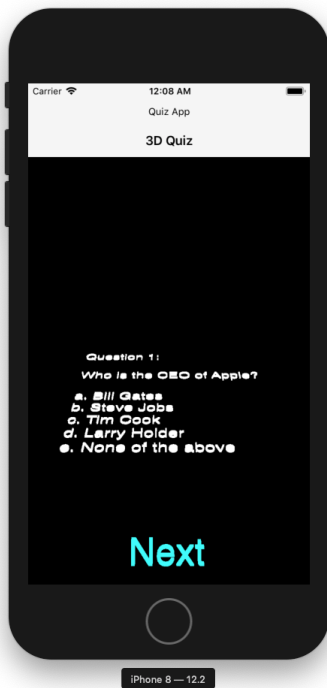 Carrier 12:08 AM
Quiz App
3D Quiz
Question 1:
Who is the CEO of Apple?
a. Bill Gates
b. Steve Jobs
c. Tim Cook
d. Larry Holder
e. None of the above
Next
iPhone 8 — 12.2